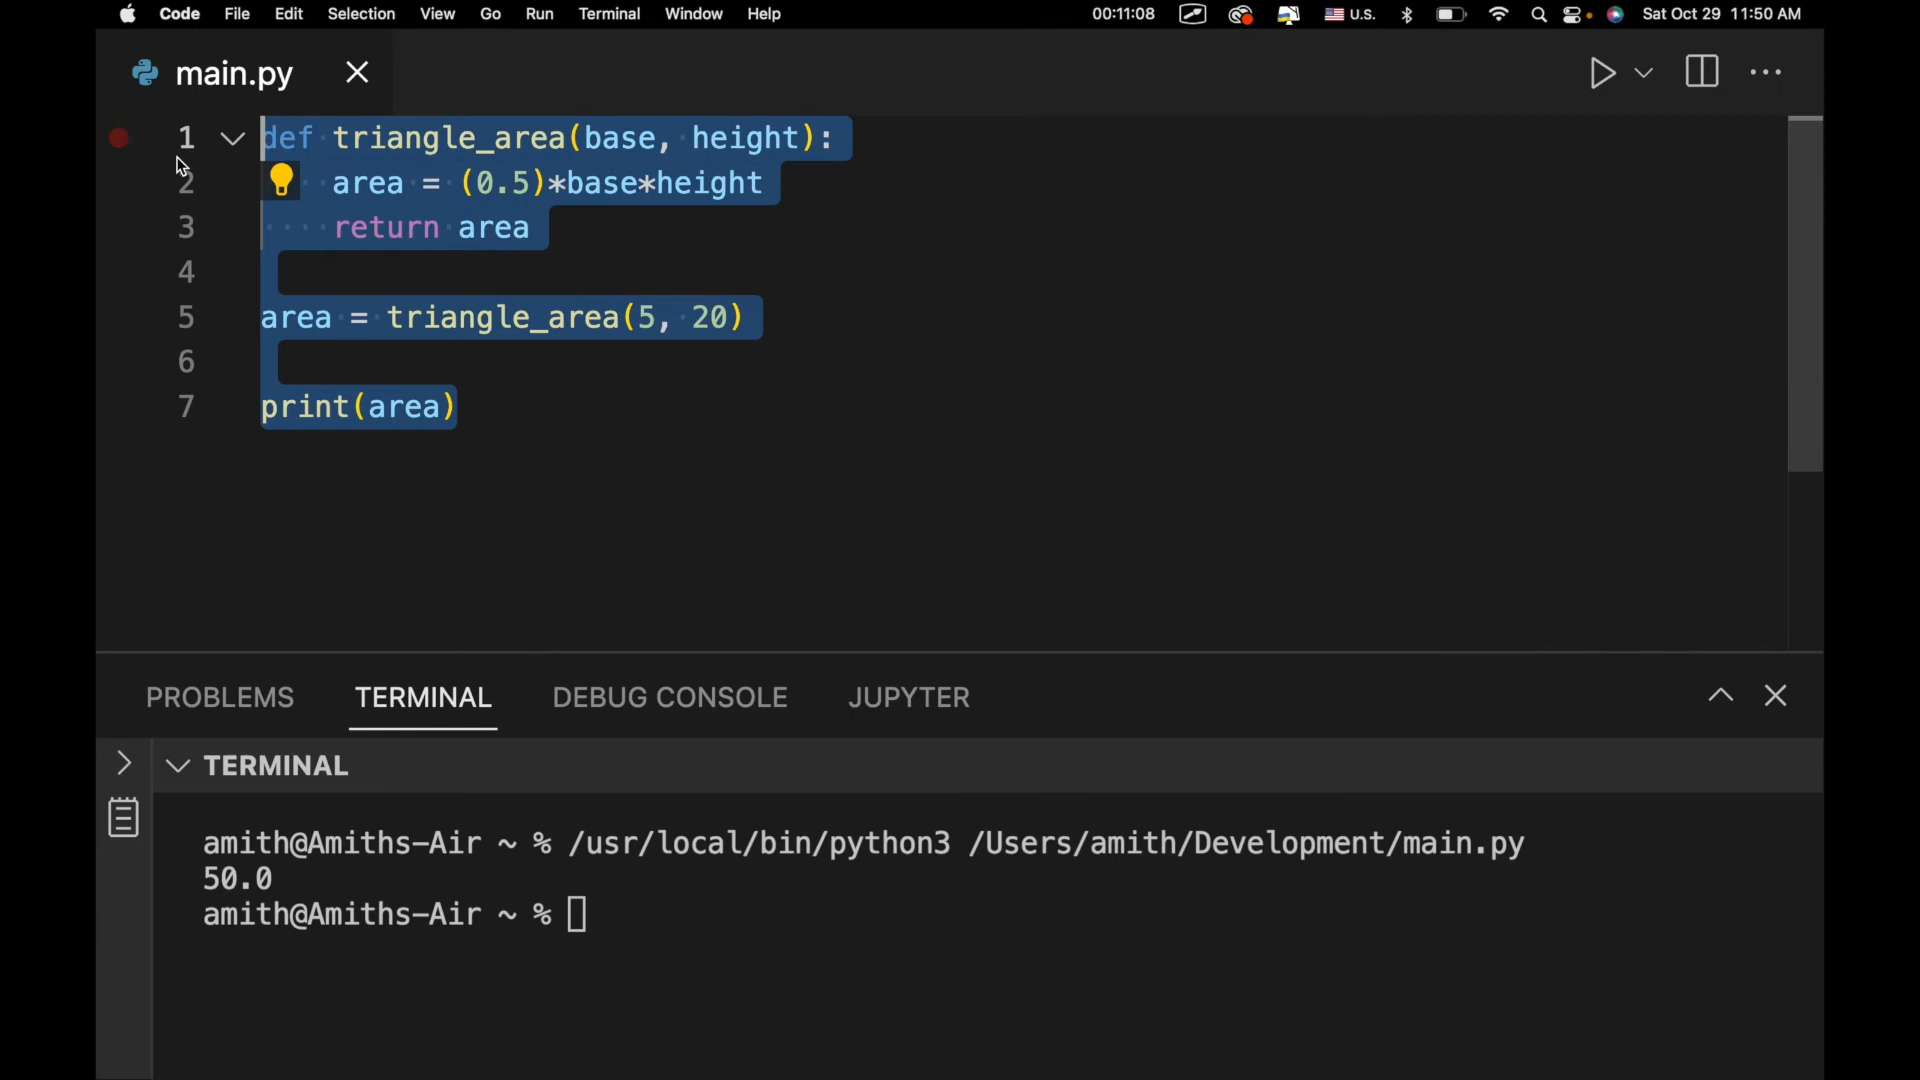 Code File Edit Selection View Go Run Terminal Window Help 00:11:08 U.S. Sat Oct 29 11:50 AM
main.py
1 def triangle_area(base, height):
2 area = (0.5)*base*height
3 return area
4
5 area = triangle_area(5, 20)
6
7 print(area)
PROBLEMS TERMINAL DEBUG CONSOLE JUPYTER
TERMINAL
amith@Amiths-Air ~ % /usr/local/bin/python3 /Users/amith/Development/main.py
50.0
amith@Amiths-Air ~ %